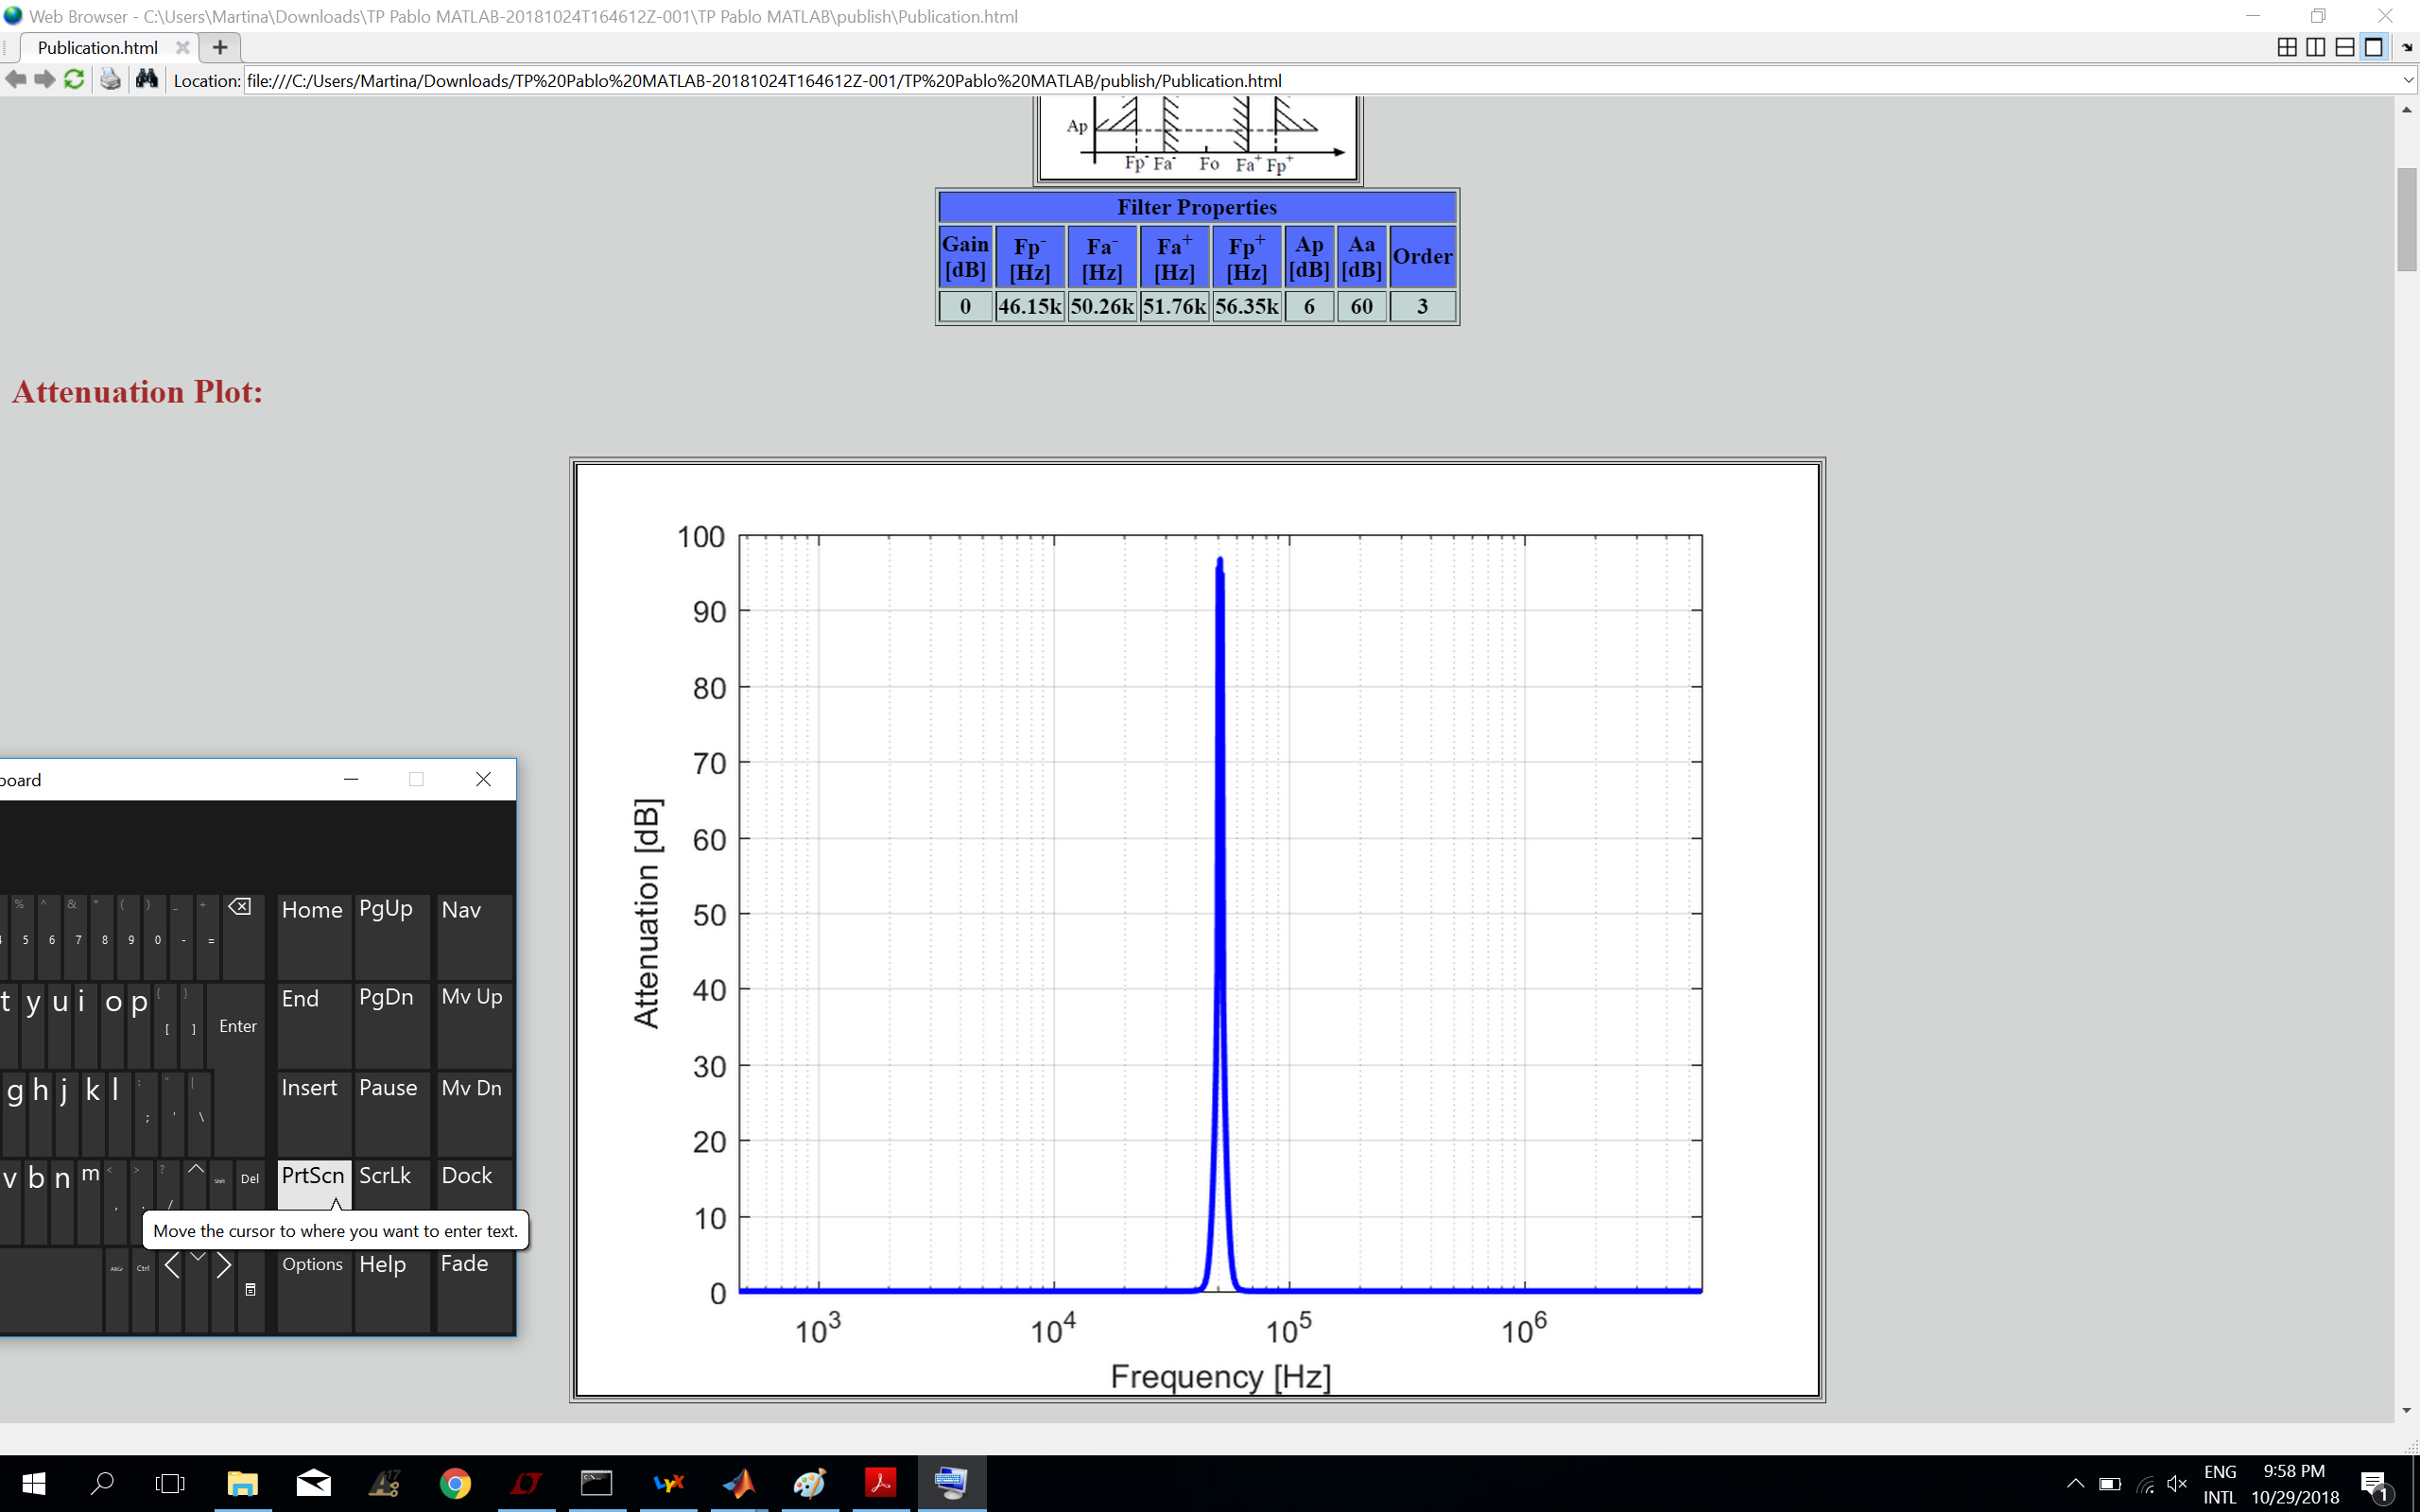 Web Browser - C:\Users\Martina\Downloads\TP Pablo MATLAB-20181024T164612Z-001\TP Pablo MATLAB\publish\Publication.html
Publication.html
Location: file:///C:/Users/Martina/Downloads/TP%20Pablo%20MATLAB-20181024T164612Z-001/TP%20Pablo%20MATLAB/publish/Publication.html
Ap
Fp- Fa- Fo Fa+ Fp+
Filter Properties
Gain [dB] Fp- [Hz] Fa- [Hz] Fa+ [Hz] Fp+ [Hz] Ap [dB] Aa [dB] Order
0 46.15k 50.26k 51.76k 56.35k 6 60 3
Attenuation Plot:
100
90
80
70
60
50
40
30
20
10
0
Attenuation [dB]
10^3 10^4 10^5 10^6
Frequency [Hz]
board
% ^ & * ( ) _ +
5 6 7 8 9 0 - = Home PgUp Nav
t y u i o p { [ } ] Enter End PgDn Mv Up
g h j k l : ; " ' | \ Insert Pause Mv Dn
v b n m < , > . ? / Shift Del PrtScn ScrLk Dock
Move the cursor to where you want to enter text.
AltGr Ctrl Options Help Fade
17
LyX
ENG 9:58 PM
INTL 10/29/2018
1